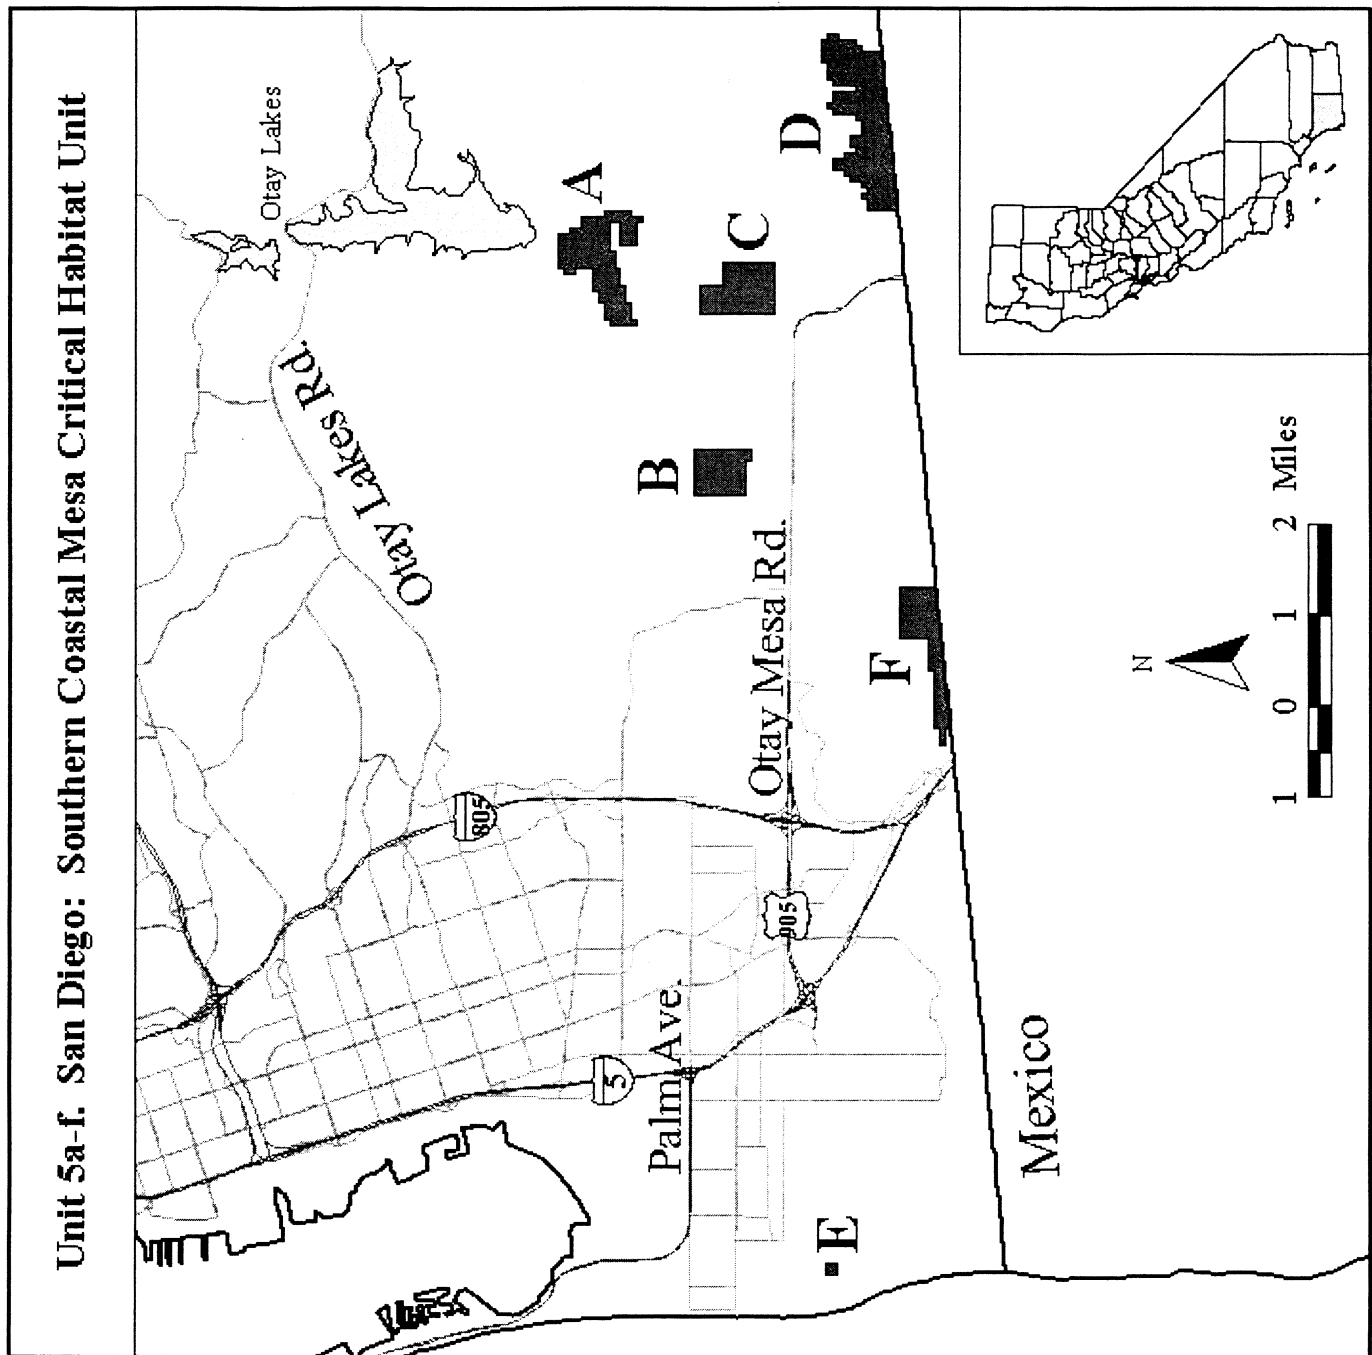 Unit 5a-f. San Diego: Southern Coastal Mesa Critical Habitat Unit
Otay Lakes
Otay Lakes Rd.
A
D
C
B
805
Otay Mesa Rd.
F
5
Palm Ave.
905
E
Mexico
N
1 0 1 2 Miles